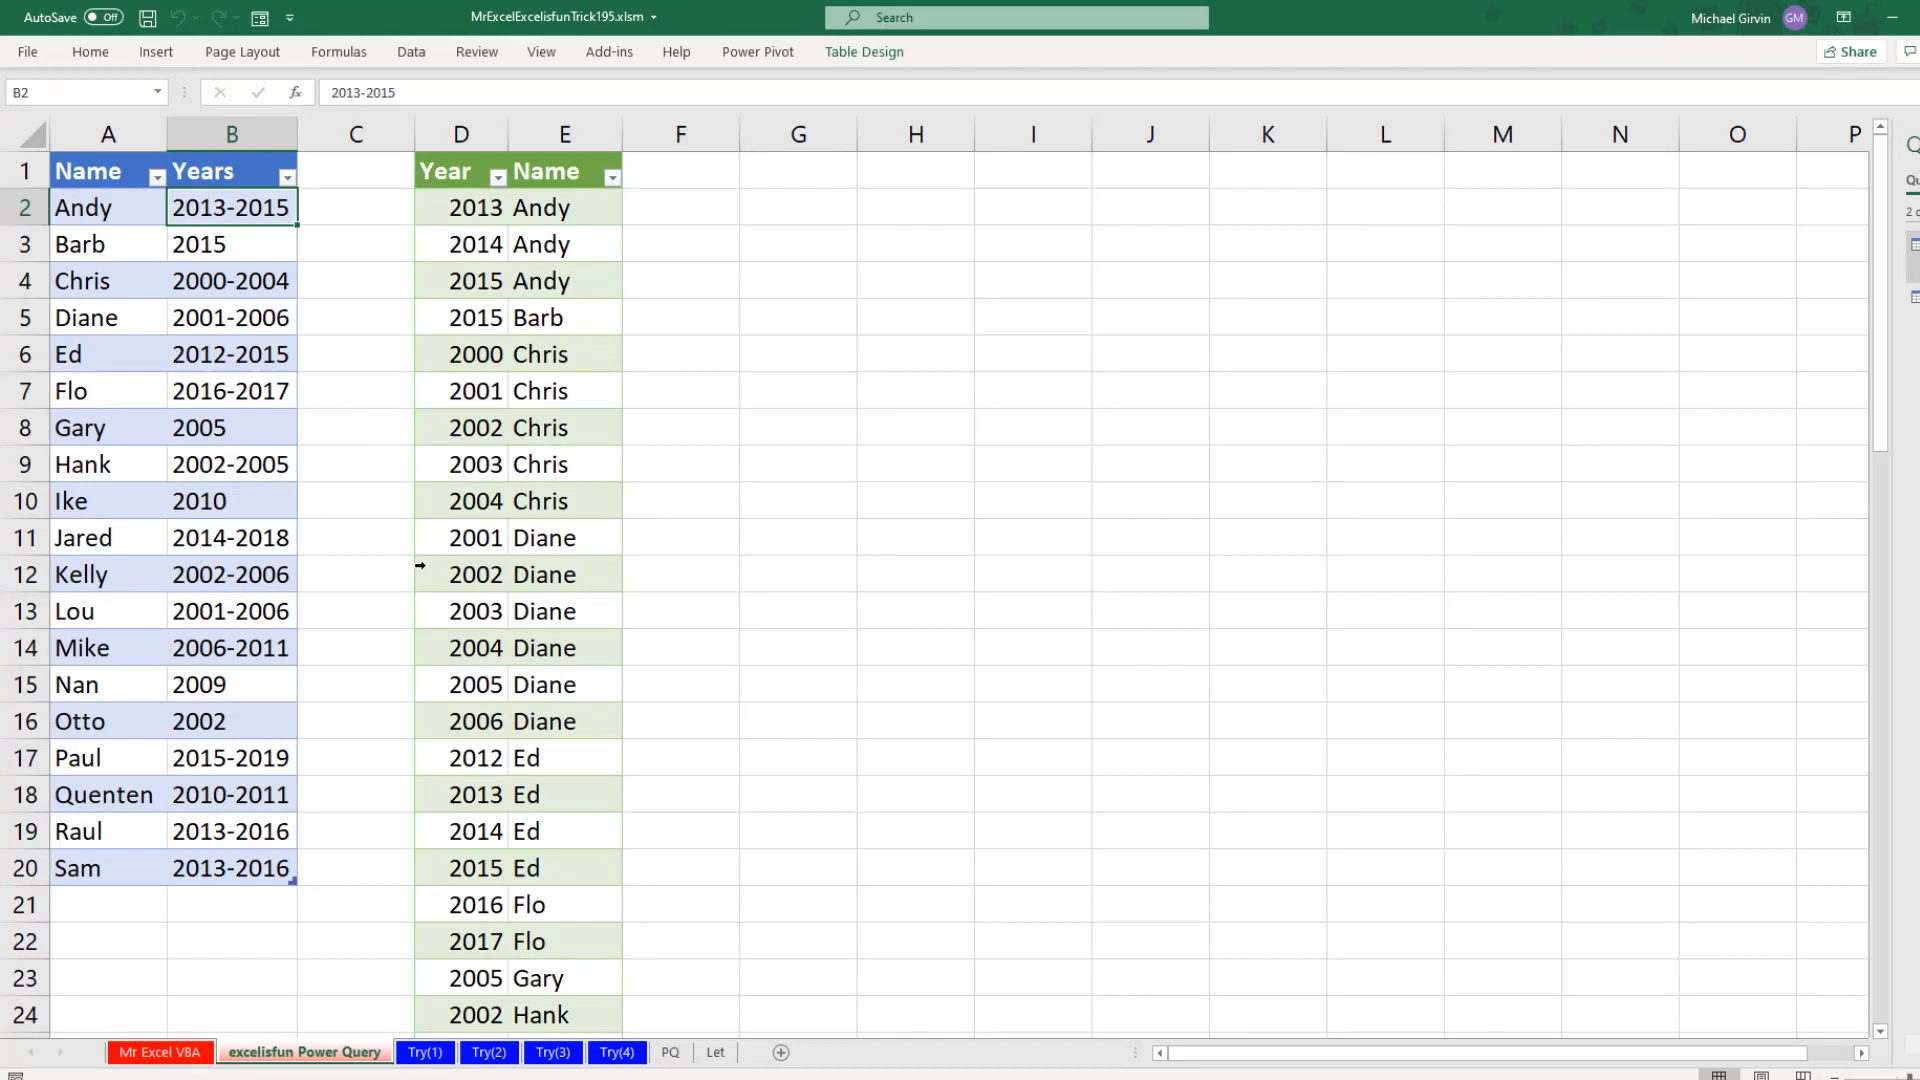 AutoSave Off MrExcelExcelisfunTrick195.xlsm Search Michael Girvin GM
File Home Insert Page Layout Formulas Data Review View Add-ins Help Power Pivot Table Design Share
B2 fx 2013-2015
A B C D E F G H I J K L M N O P
1 Name Years Year Name
2 Andy 2013-2015 2013 Andy
3 Barb 2015 2014 Andy
4 Chris 2000-2004 2015 Andy
5 Diane 2001-2006 2015 Barb
6 Ed 2012-2015 2000 Chris
7 Flo 2016-2017 2001 Chris
8 Gary 2005 2002 Chris
9 Hank 2002-2005 2003 Chris
10 Ike 2010 2004 Chris
11 Jared 2014-2018 2001 Diane
12 Kelly 2002-2006 2002 Diane
13 Lou 2001-2006 2003 Diane
14 Mike 2006-2011 2004 Diane
15 Nan 2009 2005 Diane
16 Otto 2002 2006 Diane
17 Paul 2015-2019 2012 Ed
18 Quenten 2010-2011 2013 Ed
19 Raul 2013-2016 2014 Ed
20 Sam 2013-2016 2015 Ed
21 2016 Flo
22 2017 Flo
23 2005 Gary
24 2002 Hank
Mr Excel VBA excelisfun Power Query Try(1) Try(2) Try(3) Try(4) PQ Let